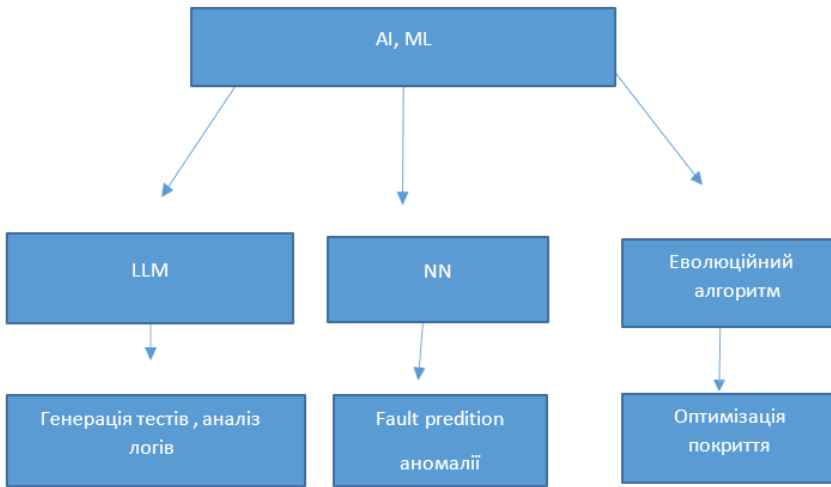 AI, ML
LLM
NN
Еволюційний
алгоритм
Генерація тестів , аналіз
логів
Fault predition
аномалії
Оптимізація
покриття